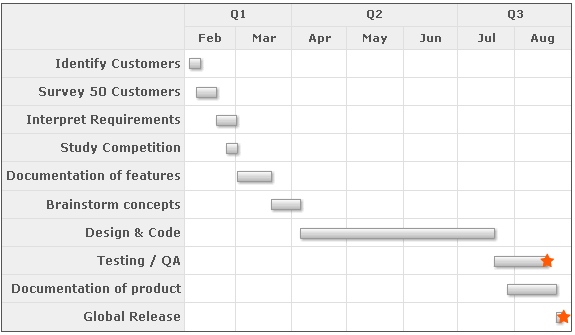 Q1 Q2 Q3
Feb Mar Apr May Jun Jul Aug
Identify Customers
Survey 50 Customers
Interpret Requirements
Study Competition
Documentation of features
Brainstorm concepts
Design & Code
Testing / QA
Documentation of product
Global Release